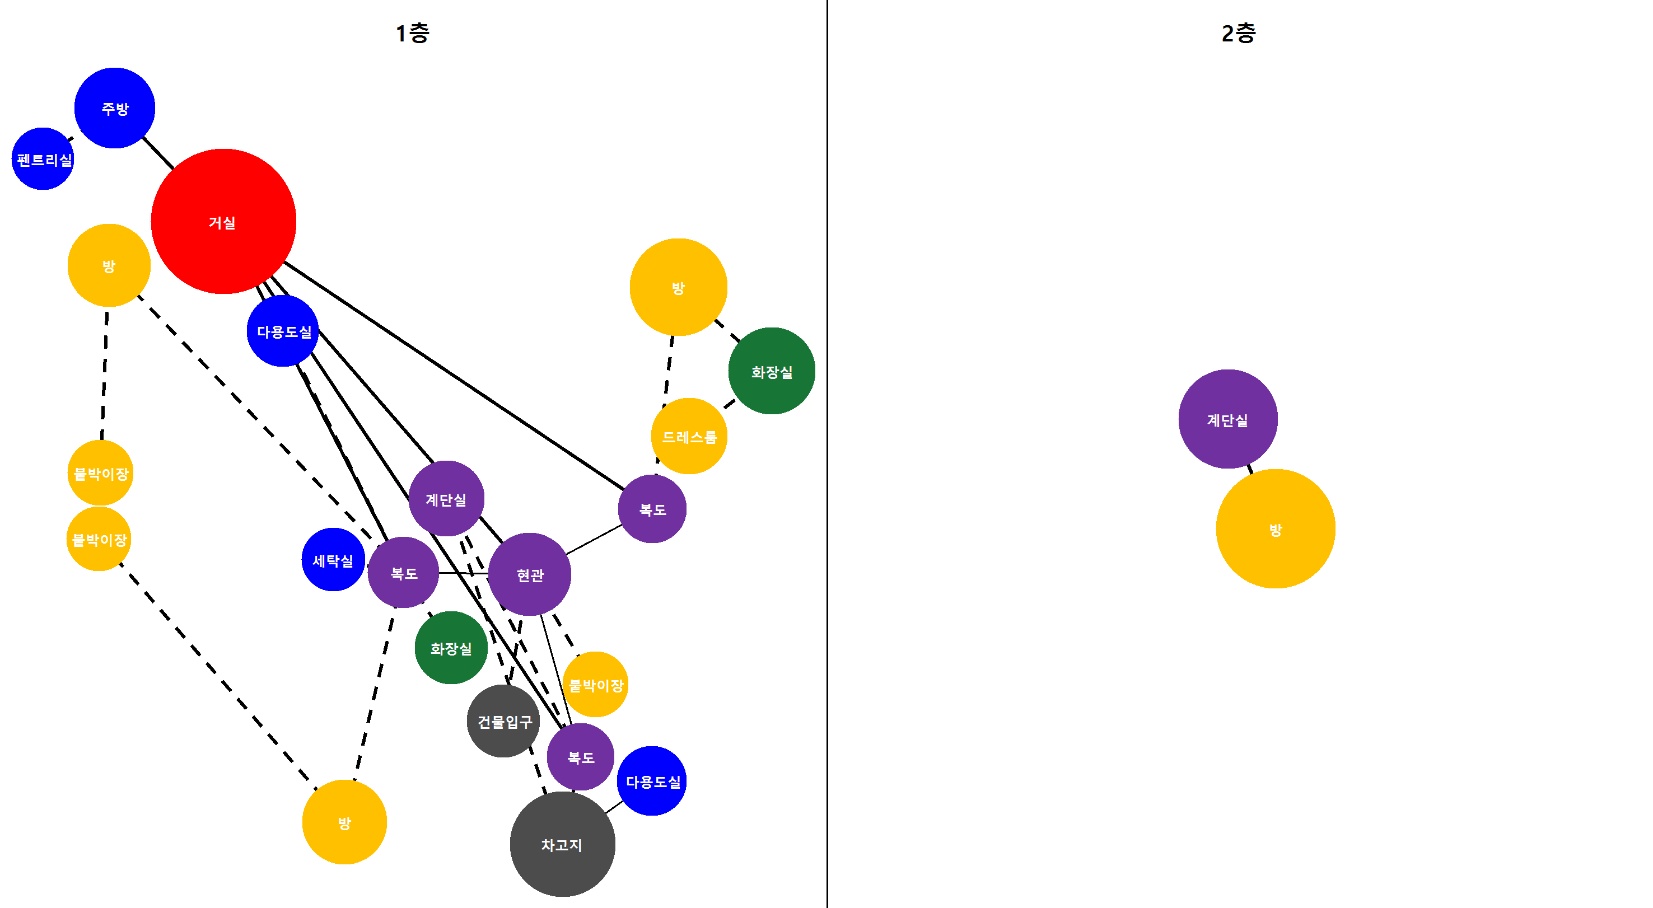 1층
2층
주방
펜트리실
거실
방
방
다용도실
화장실
계단실
드레스룸
붙박이장
계단실
복도
방
붙박이장
세탁실
복도
현관
화장실
붙박이장
건물입구
복도
다용도실
방
차고지